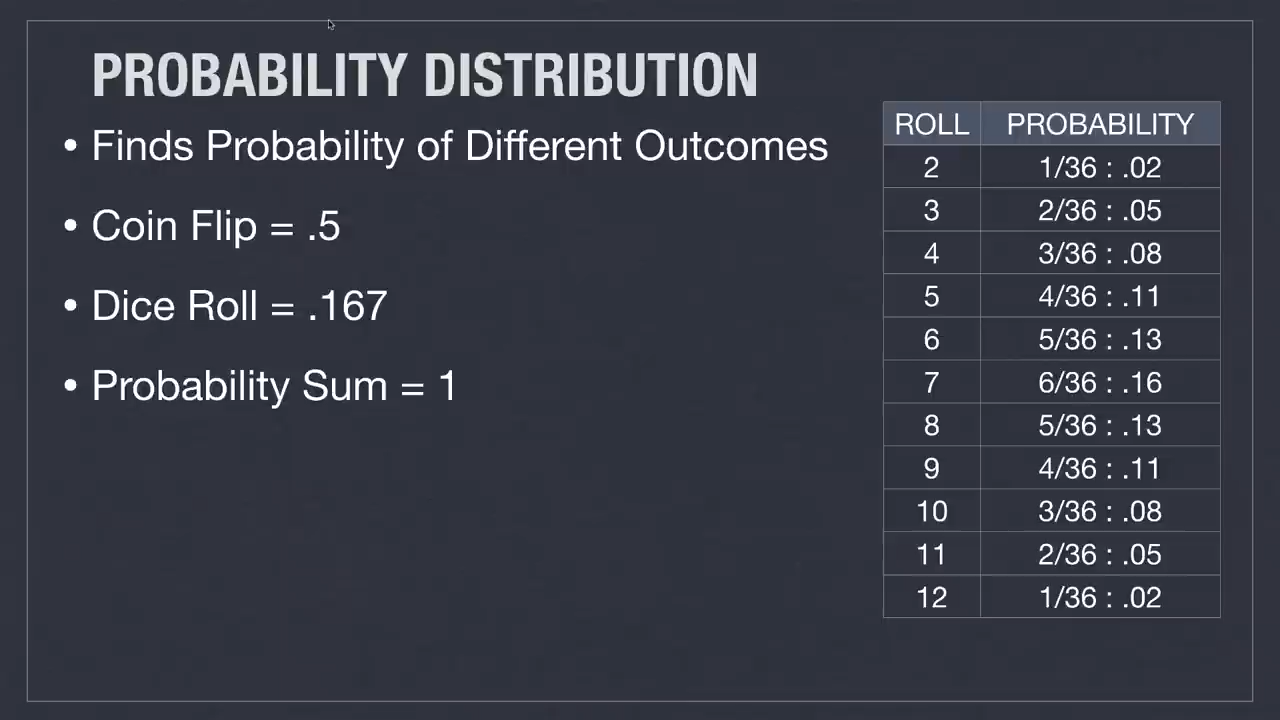 PROBABILITY DISTRIBUTION
• Finds Probability of Different Outcomes
• Coin Flip = .5
• Dice Roll = .167
• Probability Sum = 1
ROLL PROBABILITY
2 1/36 : .02
3 2/36 : .05
4 3/36 : .08
5 4/36 : .11
6 5/36 : .13
7 6/36 : .16
8 5/36 : .13
9 4/36 : .11
10 3/36 : .08
11 2/36 : .05
12 1/36 : .02